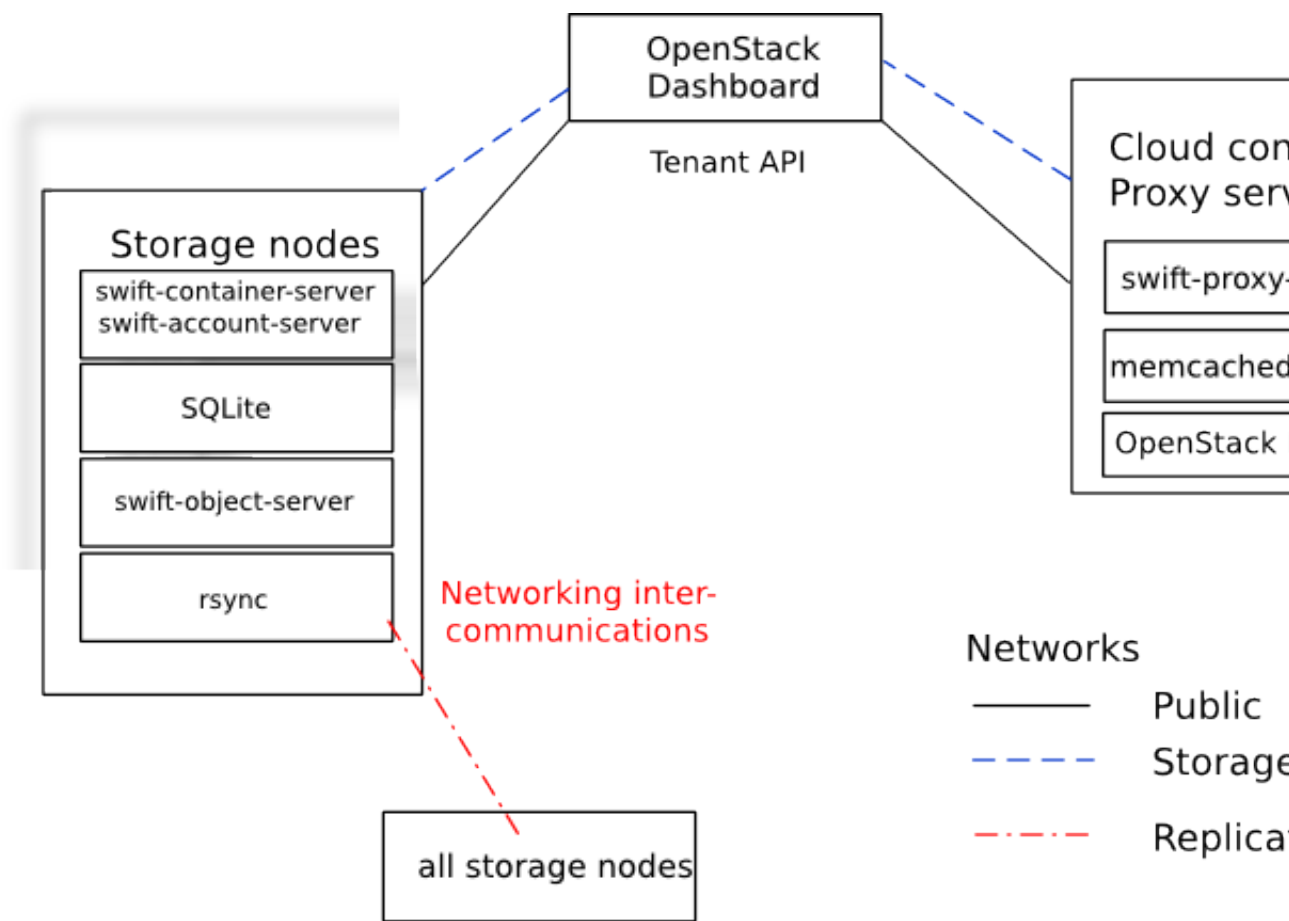 OpenStack
Dashboard
Tenant API
Storage nodes
swift-container-server
swift-account-server
SQLite
swift-object-server
rsync
Networking inter-
communications
all storage nodes
Cloud con
Proxy serv
swift-proxy-
memcached
OpenStack
Networks
Public
Storage
Replicat